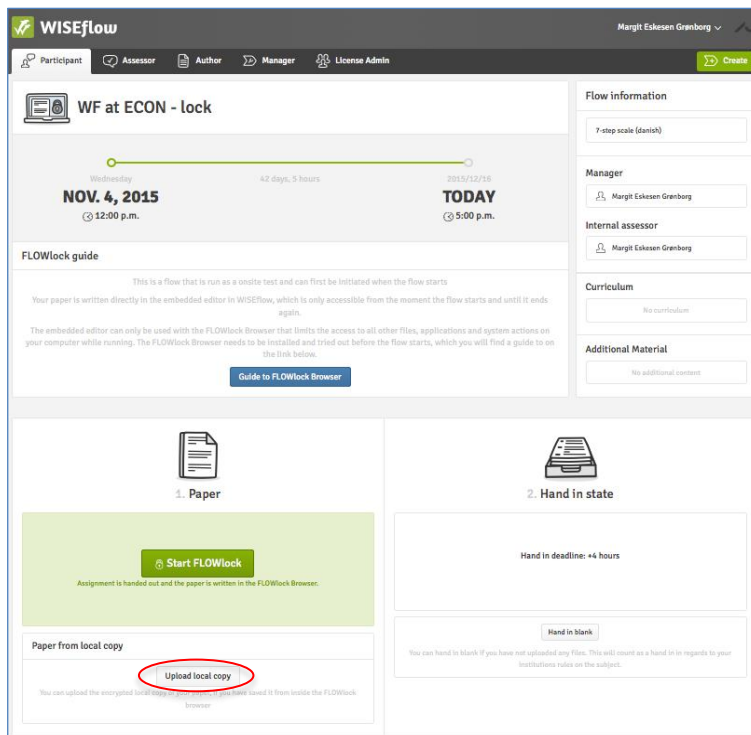 WISEflow
Margit Eskesen Grønborg
Participant
Assessor
Author
Manager
License Admin
Create
WF at ECON - lock
Wednesday
NOV. 4, 2015
12:00 p.m.
42 days, 5 hours
2015/12/16
TODAY
5:00 p.m.
FLOWlock guide
This is a flow that is run as a onsite test and can first be initiated when the flow starts
Your paper is written directly in the embedded editor in WISEflow, which is only accessible from the moment the flow starts and until it ends
again.
The embedded editor can only be used with the FLOWlock Browser that limits the access to all other files, applications and system actions on
your computer while running. The FLOWlock Browser needs to be installed and tried out before the flow starts, which you will find a guide to on
the link below.
Guide to FLOWlock Browser
Flow information
7-step scale (danish)
Manager
Margit Eskesen Grønborg
Internal assessor
Margit Eskesen Grønborg
Curriculum
No curriculum
Additional Material
No additional content
1. Paper
Start FLOWlock
Assignment is handed out and the paper is written in the FLOWlock Browser.
Paper from local copy
Upload local copy
You can upload the encrypted local copy of your paper, if you have saved it from inside the FLOWlock
browser
2. Hand in state
Hand in deadline: +4 hours
Hand in blank
You can hand in blank if you have not uploaded any files. This will count as a hand in in regards to your
institutions rules on the subject.